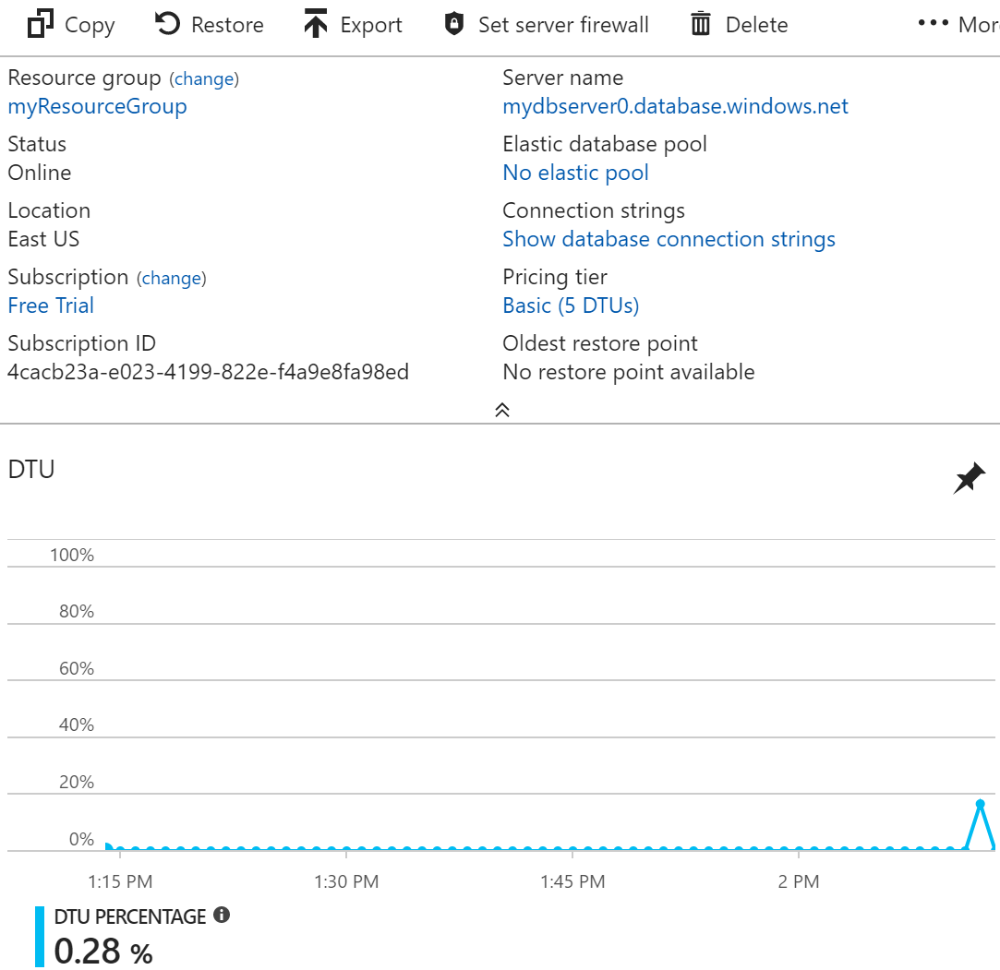 Copy Restore Export Set server firewall Delete Mor
Resource group (change)
myResourceGroup
Server name
mydbserver0.database.windows.net
Status
Online
Elastic database pool
No elastic pool
Location
East US
Connection strings
Show database connection strings
Subscription (change)
Free Trial
Pricing tier
Basic (5 DTUs)
Subscription ID
4cacb23a-e023-4199-822e-f4a9e8fa98ed
Oldest restore point
No restore point available
DTU
100%
80%
60%
40%
20%
0%
1:15 PM 1:30 PM 1:45 PM 2 PM
DTU PERCENTAGE
0.28 %